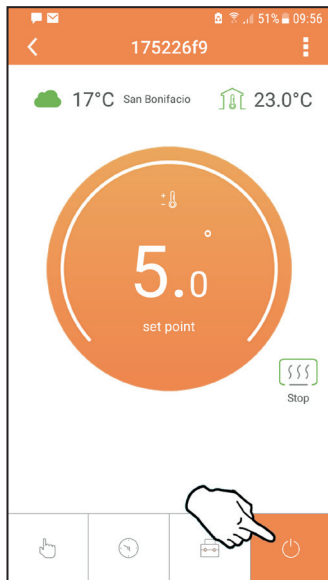 51% 09:56
175226f9
17°C San Bonifacio 23.0°C
5.0°
set point
Stop